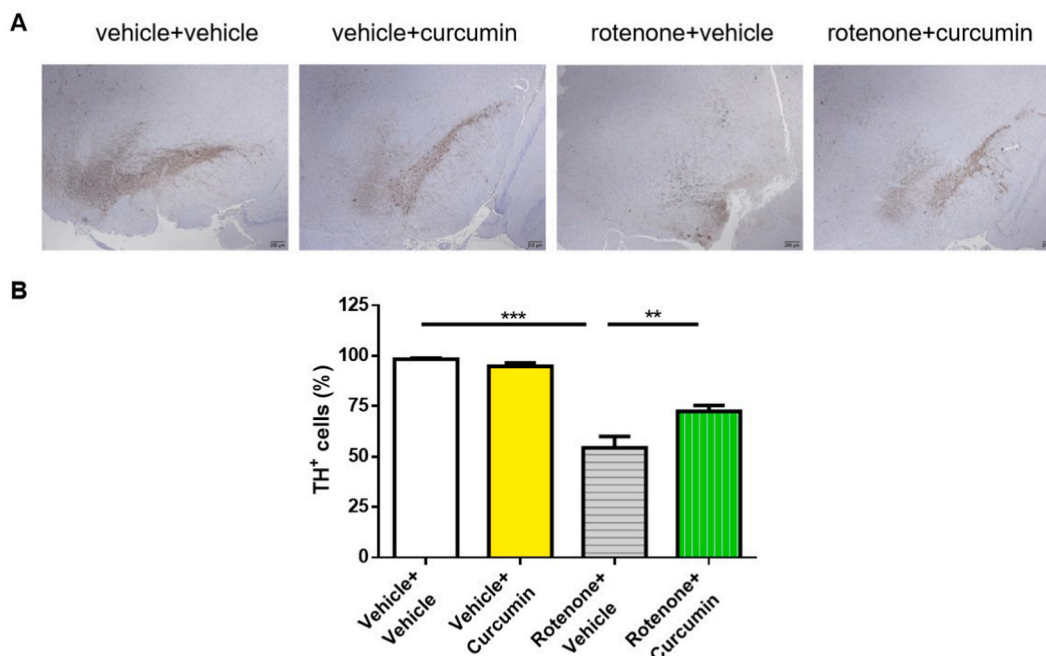 A
vehicle+vehicle
vehicle+curcumin
rotenone+vehicle
rotenone+curcumin
B
TH⁺ cells (%)
125
100
75
50
25
0
***
**
Vehicle+
Vehicle
Vehicle+
Curcumin
Rotenone+
Vehicle
Rotenone+
Curcumin